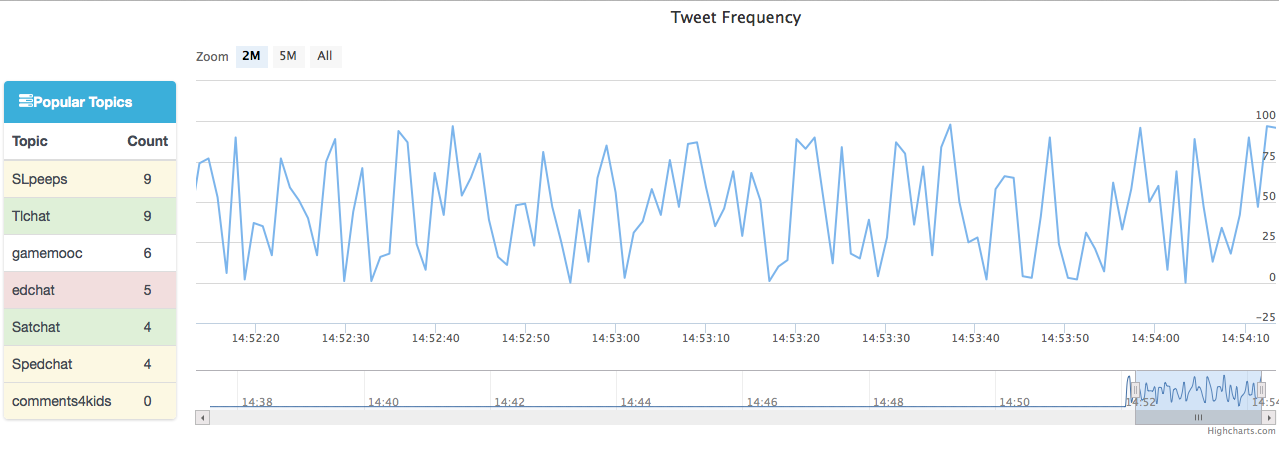 Tweet Frequency
Zoom 2M 5M All
Popular Topics
Topic Count
SLpeeps 9
Tlchat 9
gamemooc 6
edchat 5
Satchat 4
Spedchat 4
comments4kids 0
100
75
50
25
0
-25
14:52:20 14:52:30 14:52:40 14:52:50 14:53:00 14:53:10 14:53:20 14:53:30 14:53:40 14:53:50 14:54:00 14:54:10
14:38 14:40 14:42 14:44 14:46 14:48 14:50 14:52 14:54
Highcharts.com